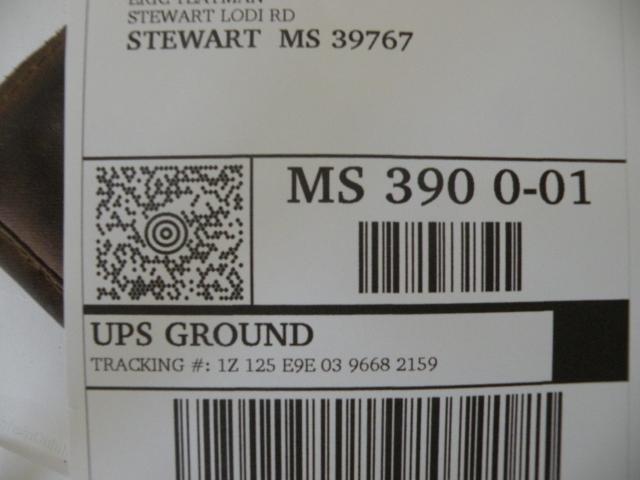 STEWART LODI RD
STEWART MS 39767
MS 390 0-01
UPS GROUND
TRACKING #: 1Z 125 E9E 03 9668 2159